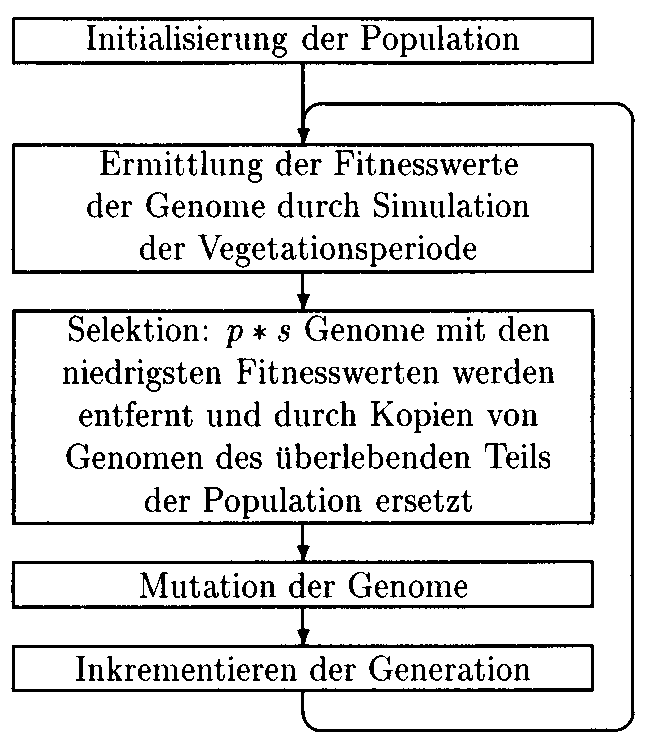 Initialisierung der Population
Ermittlung der Fitnesswerte
der Genome durch Simulation
der Vegetationsperiode
Selektion: p * s Genome mit den
niedrigsten Fitnesswerten werden
entfernt und durch Kopien von
Genomen des überlebenden Teils
der Population ersetzt
Mutation der Genome
Inkrementieren der Generation